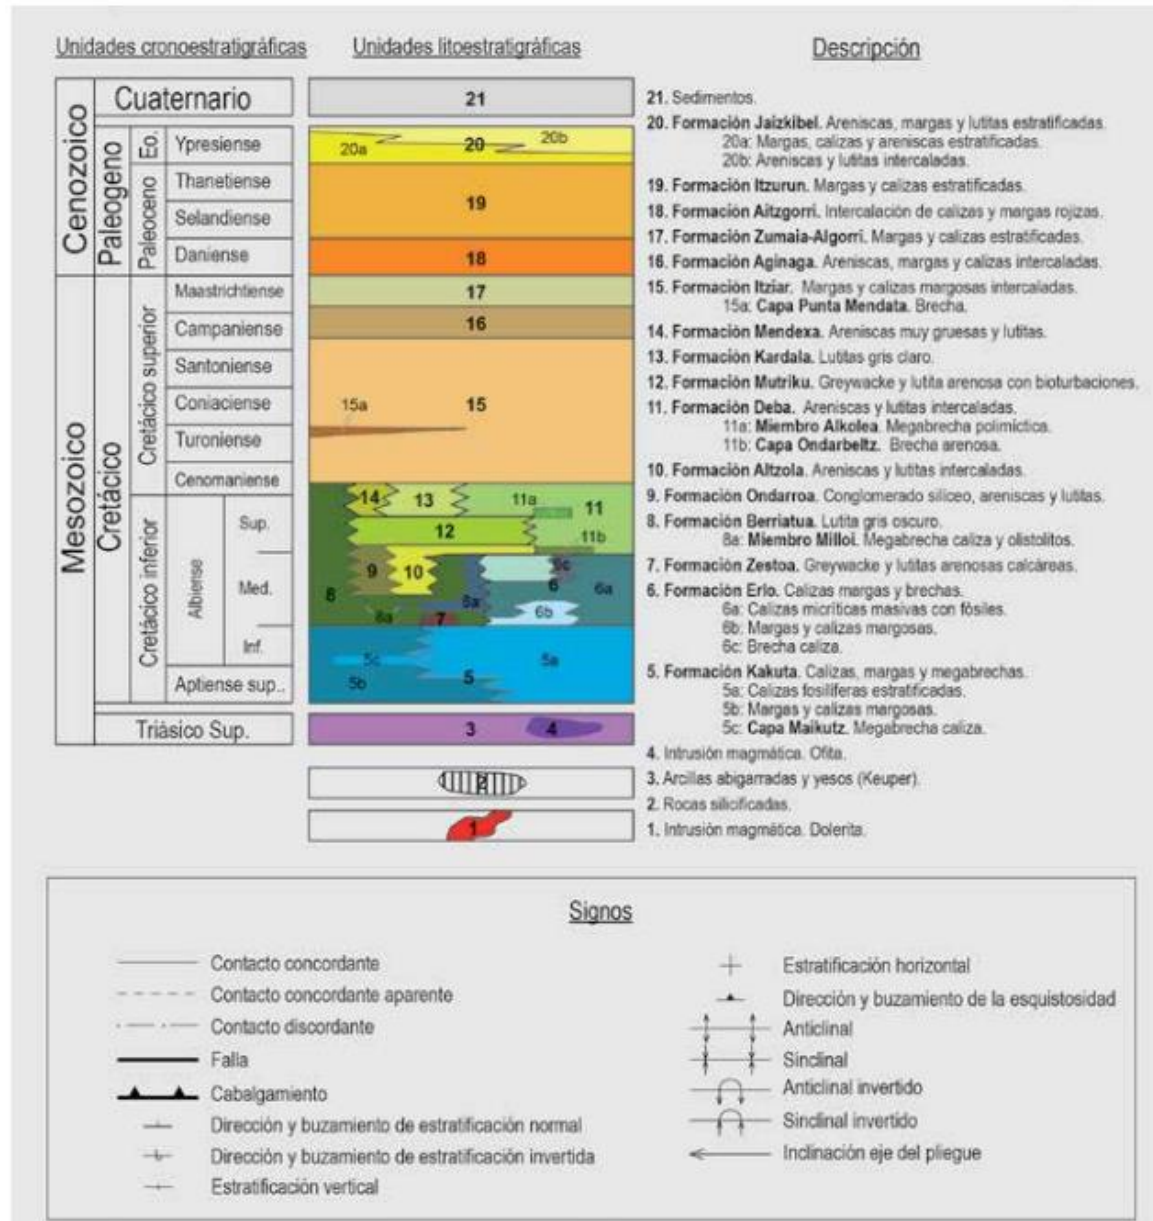 Unidades cronoestratigráficas
Unidades litoestratigráficas
Descripción
Cenozoico
Mesozoico
Paleogeno
Cretácico
Cuaternario
Eo.
Paleoceno
Cretácico superior
Cretácico inferior
Ypresiense
Thanetiense
Selandiense
Daniense
Maastrichtiense
Campaniense
Santoniense
Coniaciense
Turoniense
Cenomaniense
Albiense
Sup.
Med.
Inf.
Aptiense sup..
Triásico Sup.
21
20a
20
20b
19
18
17
16
15a
15
14
13
11a
11
12
11b
9
10
6c
8
6
6a
8a
8a
7
6b
5c
5a
5b
5
3
4
2
1
21. Sedimentos.
20. Formación Jaizkibel. Areniscas, margas y lutitas estratificadas.
20a: Margas, calizas y areniscas estratificadas.
20b: Areniscas y lutitas intercaladas.
19. Formación Itzurun. Margas y calizas estratificadas.
18. Formación Aitzgorri. Intercalación de calizas y margas rojizas.
17. Formación Zumaia-Algorri. Margas y calizas estratificadas.
16. Formación Aginaga. Areniscas, margas y calizas intercaladas.
15. Formación Itziar. Margas y calizas margosas intercaladas.
15a: Capa Punta Mendata. Brecha.
14. Formación Mendexa. Areniscas muy gruesas y lutitas.
13. Formación Kardala. Lutitas gris claro.
12. Formación Mutriku. Greywacke y lutita arenosa con bioturbaciones.
11. Formación Deba. Areniscas y lutitas intercaladas.
11a: Miembro Alkolea. Megabrecha polimíctica.
11b: Capa Ondarbeltz. Brecha arenosa.
10. Formación Altzola. Areniscas y lutitas intercaladas.
9. Formación Ondarroa. Conglomerado silíceo, areniscas y lutitas.
8. Formación Berriatua. Lutita gris oscuro.
8a: Miembro Milloi. Megabrecha caliza y olistolitos.
7. Formación Zestoa. Greywacke y lutitas arenosas calcáreas.
6. Formación Erlo. Calizas margas y brechas.
6a: Calizas micríticas masivas con fósiles.
6b: Margas y calizas margosas.
6c: Brecha caliza.
5. Formación Kakuta. Calizas, margas y megabrechas.
5a: Calizas fosilíferas estratificadas.
5b: Margas y calizas margosas.
5c: Capa Maikutz. Megabrecha caliza.
4. Intrusión magmática. Ofita.
3. Arcillas abigarradas y yesos (Keuper).
2. Rocas silicificadas.
1. Intrusión magmática. Dolerita.
Signos
Contacto concordante
Contacto concordante aparente
Contacto discordante
Falla
Cabalgamiento
Dirección y buzamiento de estratificación normal
Dirección y buzamiento de estratificación invertida
Estratificación vertical
Estratificación horizontal
Dirección y buzamiento de la esquistosidad
Anticlinal
Sinclinal
Anticlinal invertido
Sinclinal invertido
Inclinación eje del pliegue